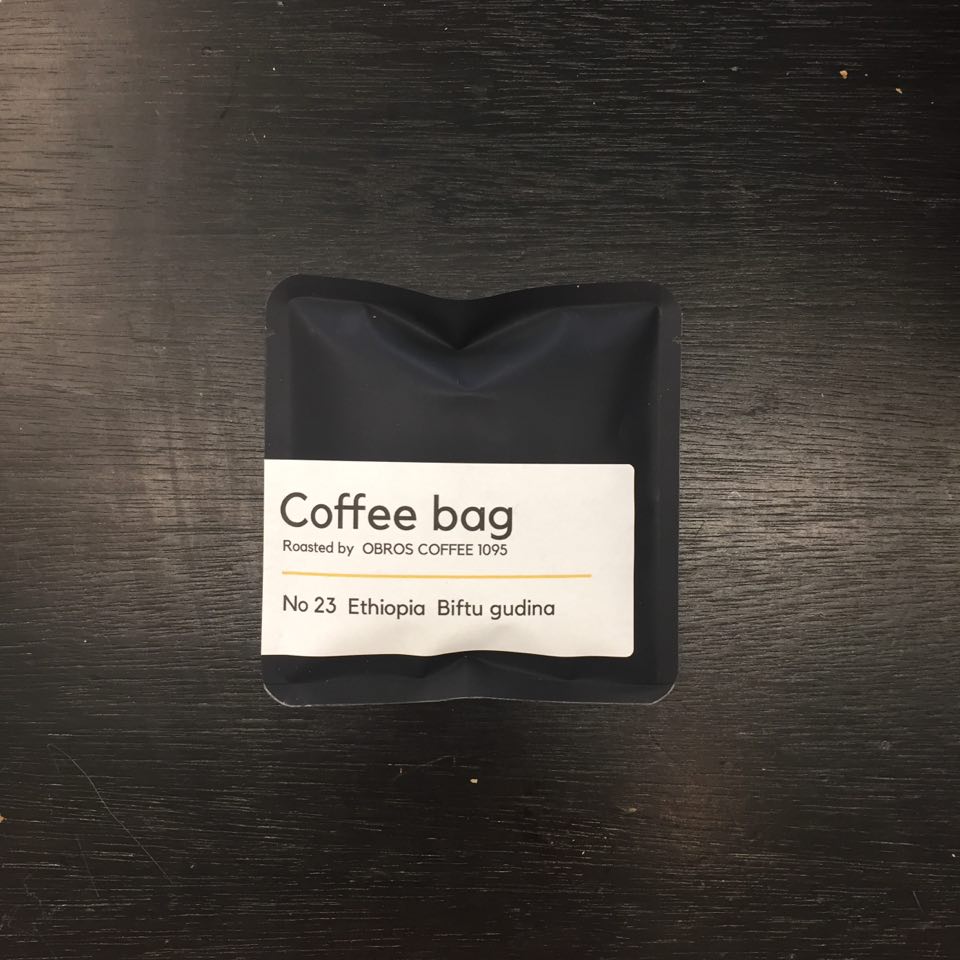 Coffee bag
Roasted by OBROS COFFEE 1095
No 23 Ethiopia Biftu gudina